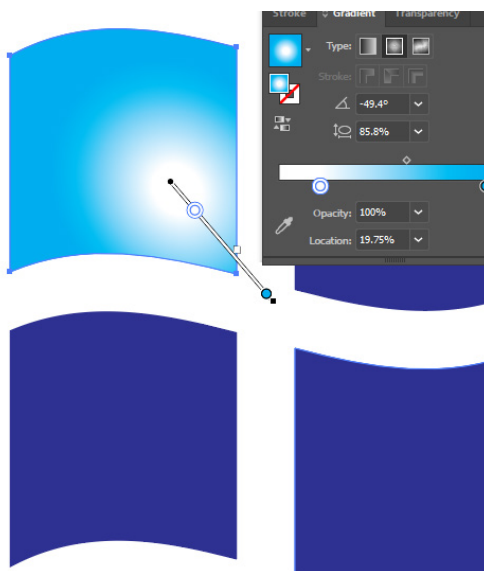 Stroke Gradient Transparency
Type:
Stroke:
-49.4°
85.8%
Opacity: 100%
Location: 19.75%